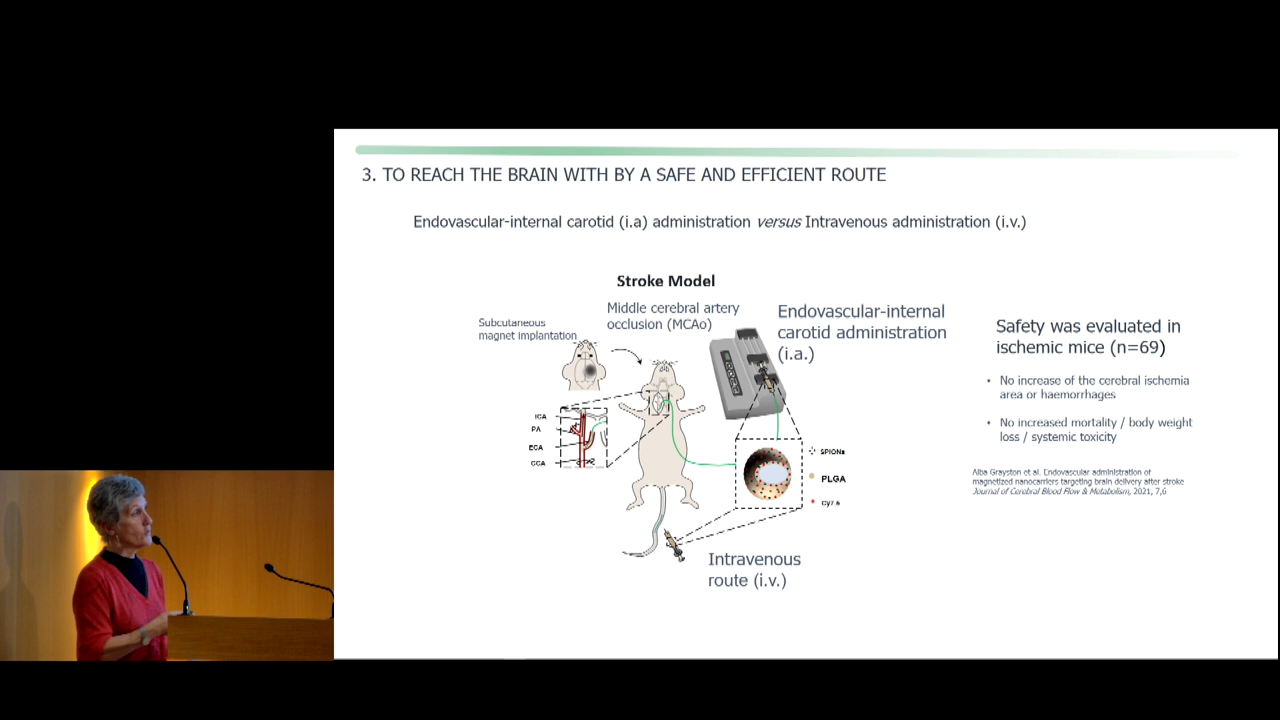 3. TO REACH THE BRAIN WITH BY A SAFE AND EFFICIENT ROUTE
Endovascular-internal carotid (i.a) administration versus Intravenous administration (i.v.)
Stroke Model
Subcutaneous
magnet implantation
Middle cerebral artery
occlusion (MCAo)
Endovascular-internal
carotid administration
(i.a.)
ICA
PA
ECA
CCA
SPIONs
PLGA
Cy7.5
Intravenous
route (i.v.)
Safety was evaluated in
ischemic mice (n=69)
• No increase of the cerebral ischemia
area or haemorrhages
• No increased mortality / body weight
loss / systemic toxicity
Alba Grayston et al. Endovascular administration of
magnetized nanocarriers targeting brain delivery after stroke
Journal of Cerebral Blood Flow & Metabolism, 2021, 7,6